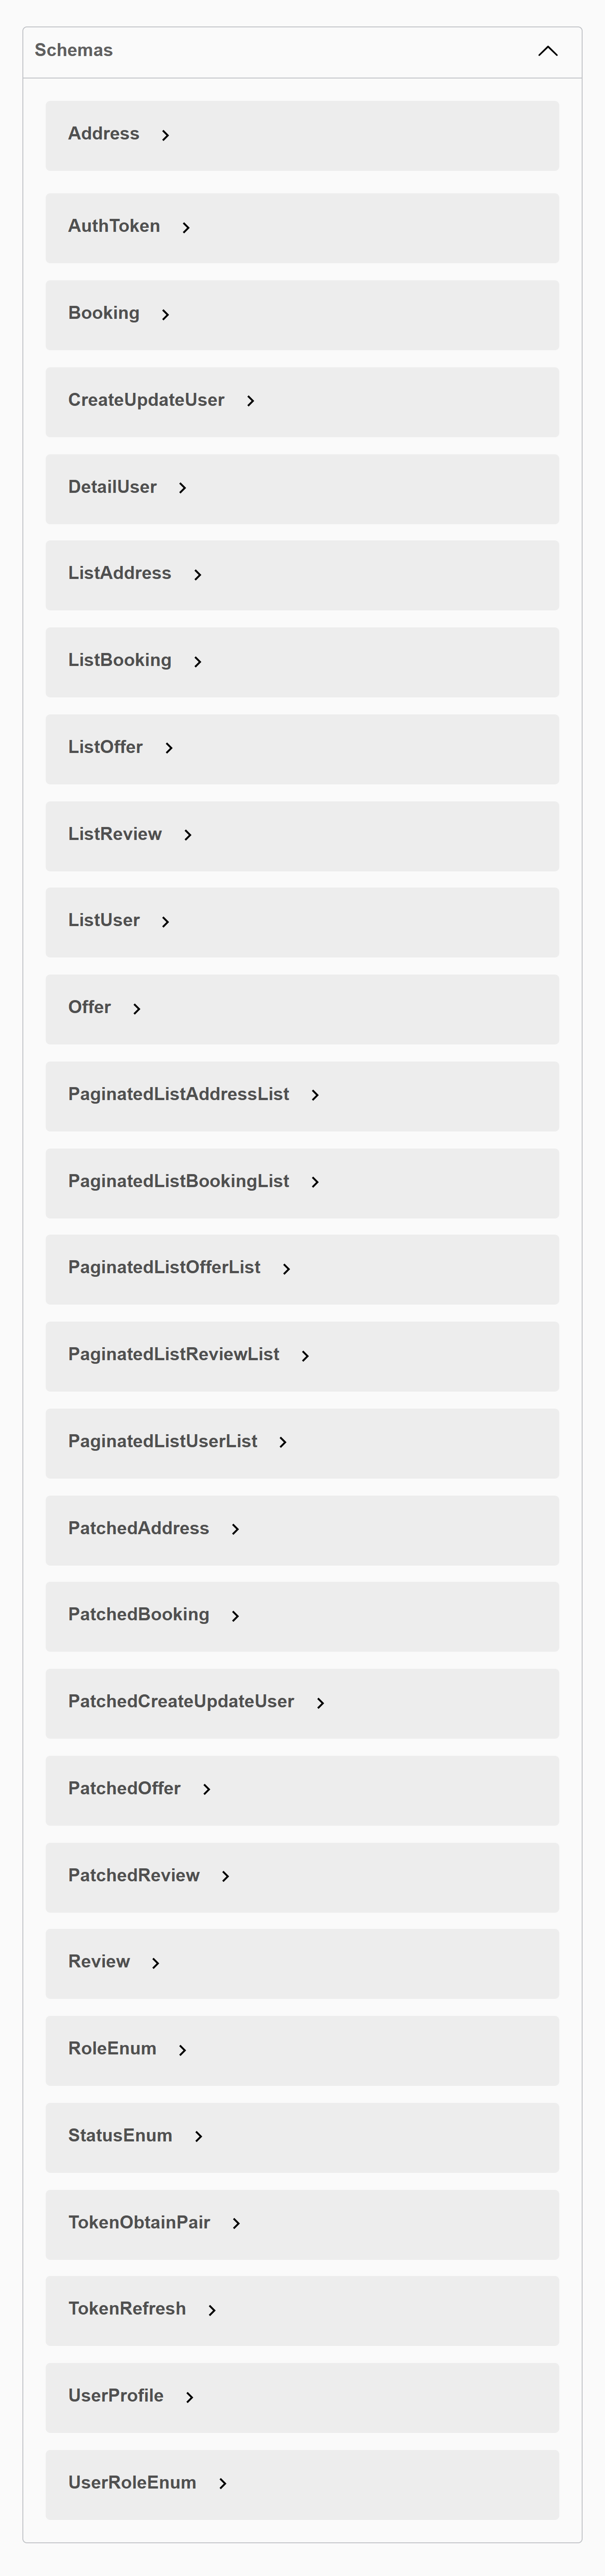 Schemas
Address
AuthToken
Booking
CreateUpdateUser
DetailUser
ListAddress
ListBooking
ListOffer
ListReview
ListUser
Offer
PaginatedListAddressList
PaginatedListBookingList
PaginatedListOfferList
PaginatedListReviewList
PaginatedListUserList
PatchedAddress
PatchedBooking
PatchedCreateUpdateUser
PatchedOffer
PatchedReview
Review
RoleEnum
StatusEnum
TokenObtainPair
TokenRefresh
UserProfile
UserRoleEnum